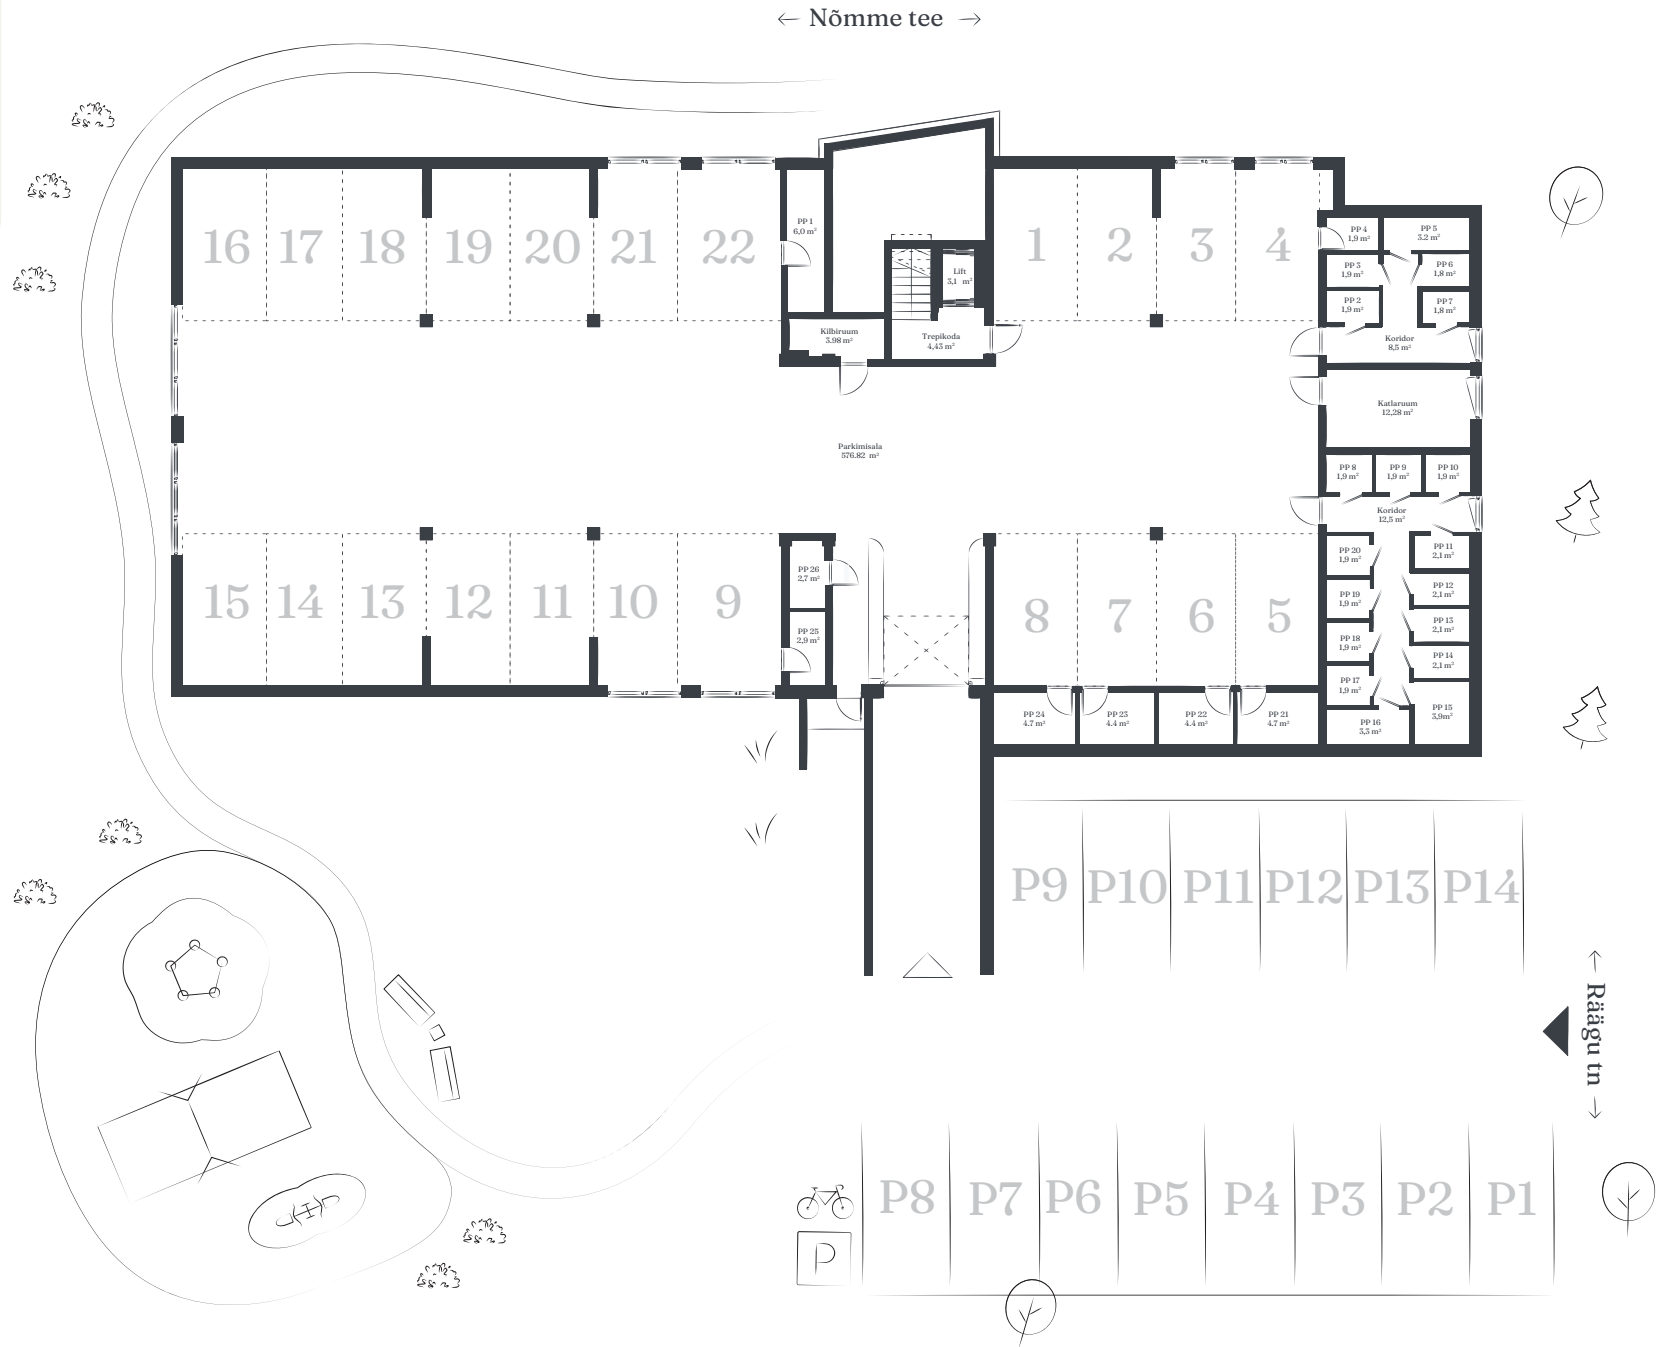 ← Nõmme tee →
16 17 18 19 20 21 22
PP 1
6,0 m²
1 2 3 4
PP 4
1,9 m²
PP 5
3.2 m²
PP 3
1,9 m²
PP 6
1,8 m²
PP 2
1,9 m²
PP 7
1,8 m²
Lift
3,1 m²
Kilbiruum
3.98 m²
Trepikoda
4,43 m²
Koridor
8,5 m²
Katlaruum
12,28 m²
Parkimisala
576.82 m²
PP 8
1,9 m²
PP 9
1,9 m²
PP 10
1,9 m²
Koridor
12,5 m²
15 14 13 12 11 10 9
PP 26
2,7 m²
PP 25
2,9 m²
8 7 6 5
PP 20
1,9 m²
PP 11
2,1 m²
PP 19
1,9 m²
PP 12
2,1 m²
PP 18
1,9 m²
PP 13
2,1 m²
PP 14
2,1 m²
PP 17
1,9 m²
PP 15
3,9m²
PP 16
3,3 m²
PP 24
4.7 m²
PP 23
4.4 m²
PP 22
4.4 m²
PP 21
4.7 m²
P9 P10 P11 P12 P13 P14
← Räägu tn →
P8 P7 P6 P5 P4 P3 P2 P1
P